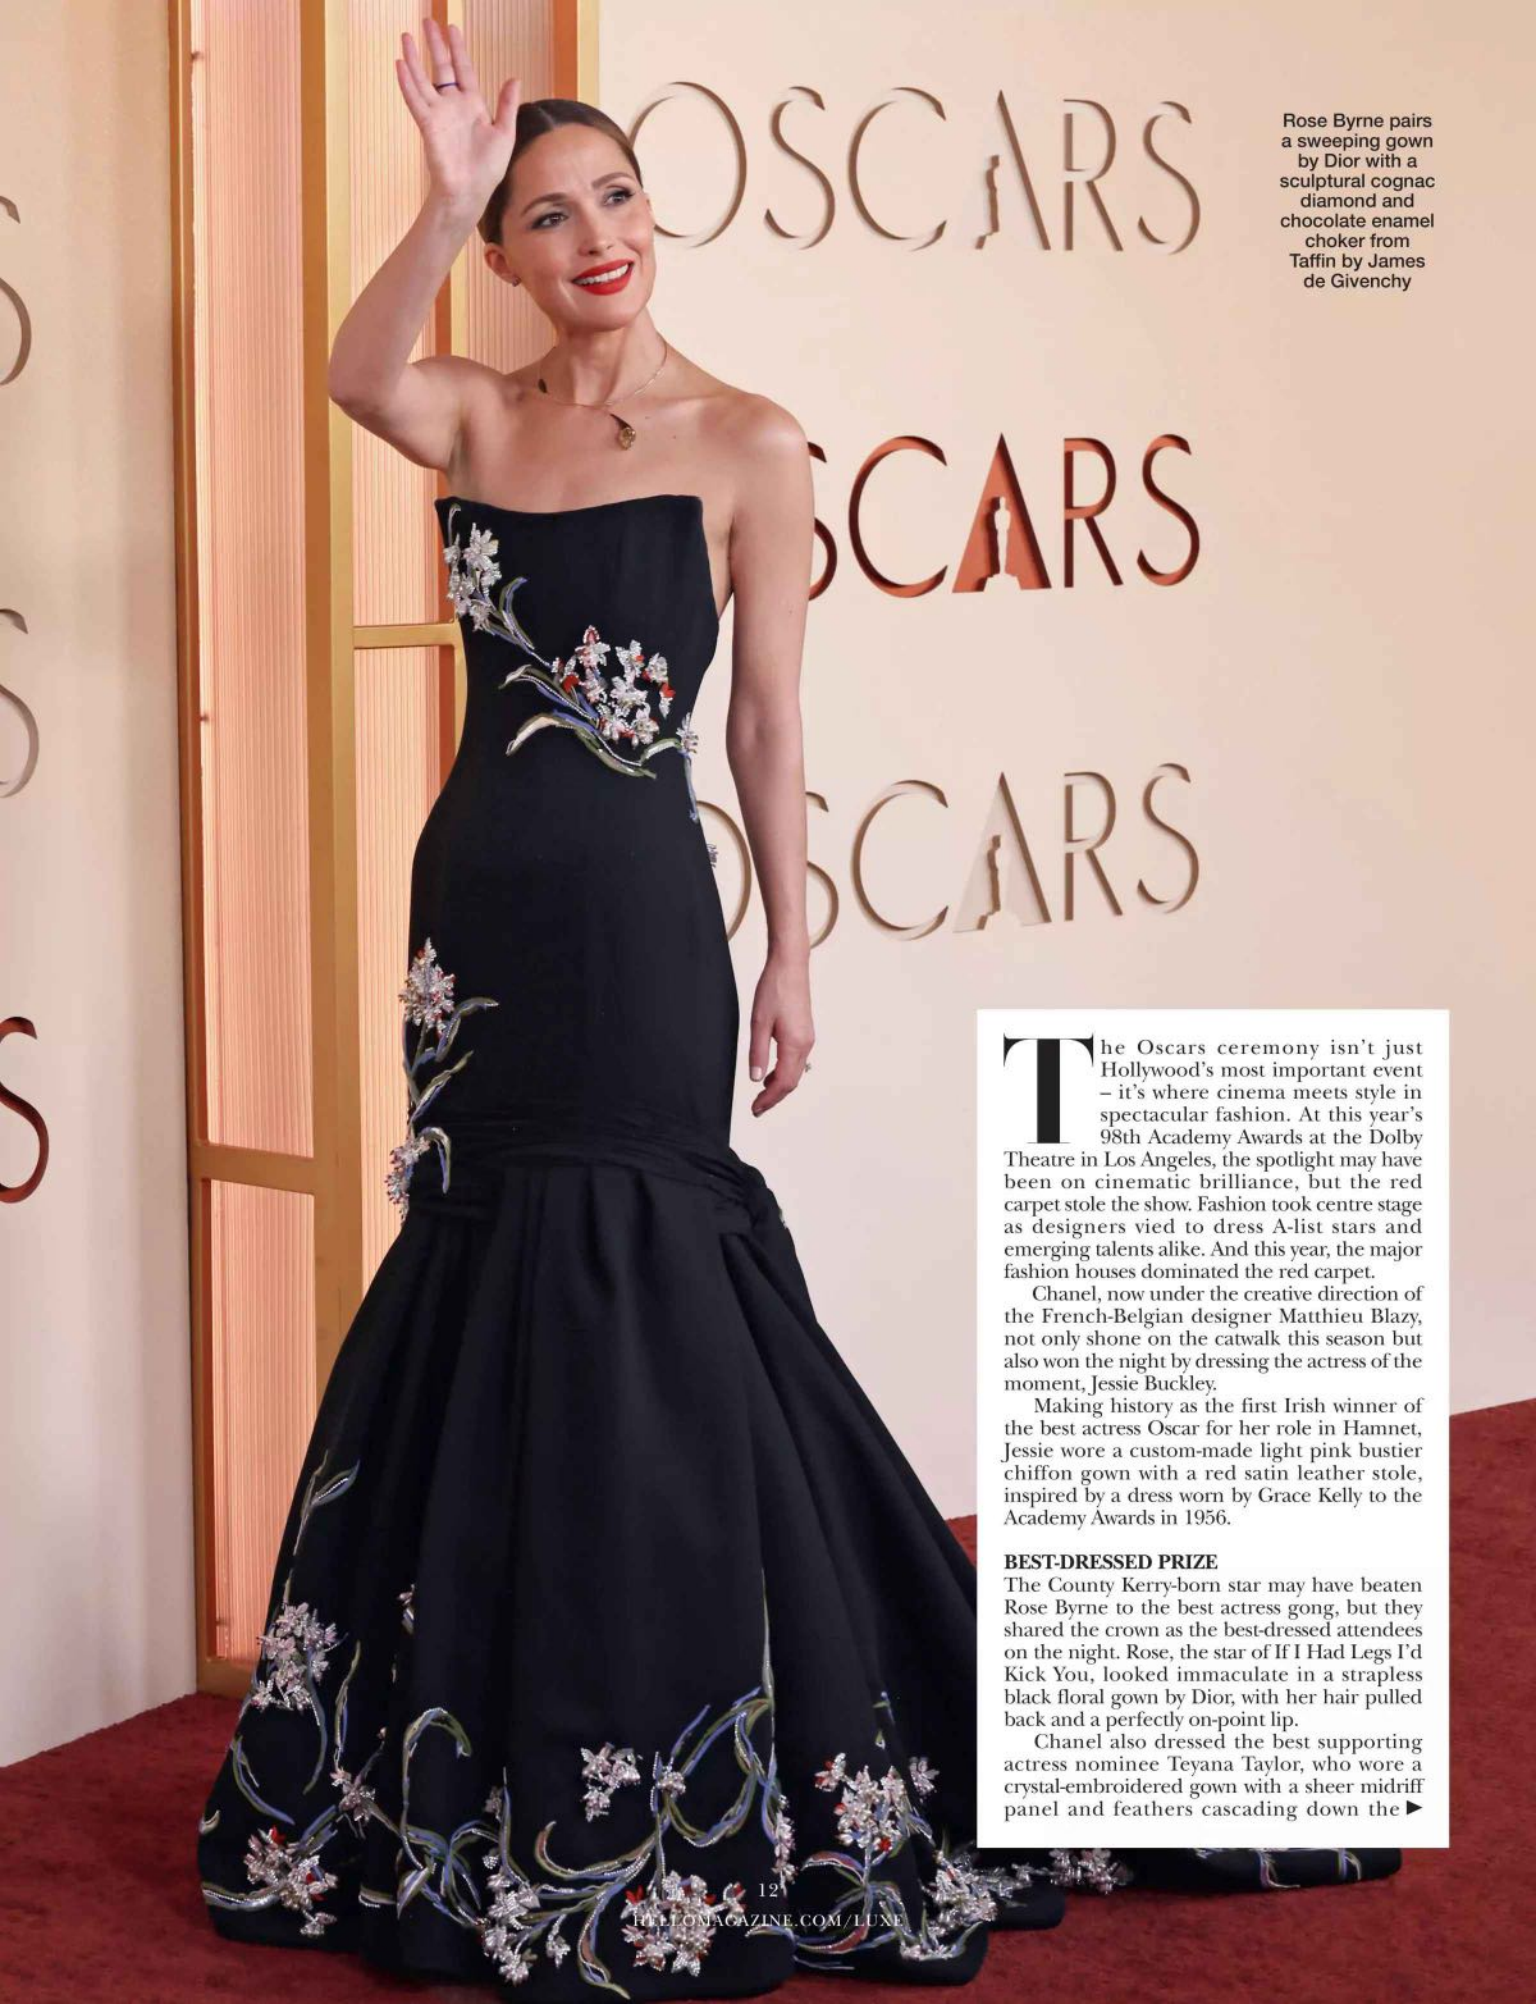 OSCARS
Rose Byrne pairs
a sweeping gown
by Dior with a
sculptural cognac
diamond and
chocolate enamel
choker from
Taffin by James
de Givenchy
SCARS
OSCARS
S
The Oscars ceremony isn't just
Hollywood's most important event
– it's where cinema meets style in
spectacular fashion. At this year's
98th Academy Awards at the Dolby
Theatre in Los Angeles, the spotlight may have
been on cinematic brilliance, but the red
carpet stole the show. Fashion took centre stage
as designers vied to dress A-list stars and
emerging talents alike. And this year, the major
fashion houses dominated the red carpet.
Chanel, now under the creative direction of
the French-Belgian designer Matthieu Blazy,
not only shone on the catwalk this season but
also won the night by dressing the actress of the
moment, Jessie Buckley.
Making history as the first Irish winner of
the best actress Oscar for her role in Hamnet,
Jessie wore a custom-made light pink bustier
chiffon gown with a red satin leather stole,
inspired by a dress worn by Grace Kelly to the
Academy Awards in 1956.
BEST-DRESSED PRIZE
The County Kerry-born star may have beaten
Rose Byrne to the best actress gong, but they
shared the crown as the best-dressed attendees
on the night. Rose, the star of If I Had Legs I'd
Kick You, looked immaculate in a strapless
black floral gown by Dior, with her hair pulled
back and a perfectly on-point lip.
Chanel also dressed the best supporting
actress nominee Teyana Taylor, who wore a
crystal-embroidered gown with a sheer midriff
panel and feathers cascading down the ▶
12
HELLOMAGAZINE.COM/LUXE